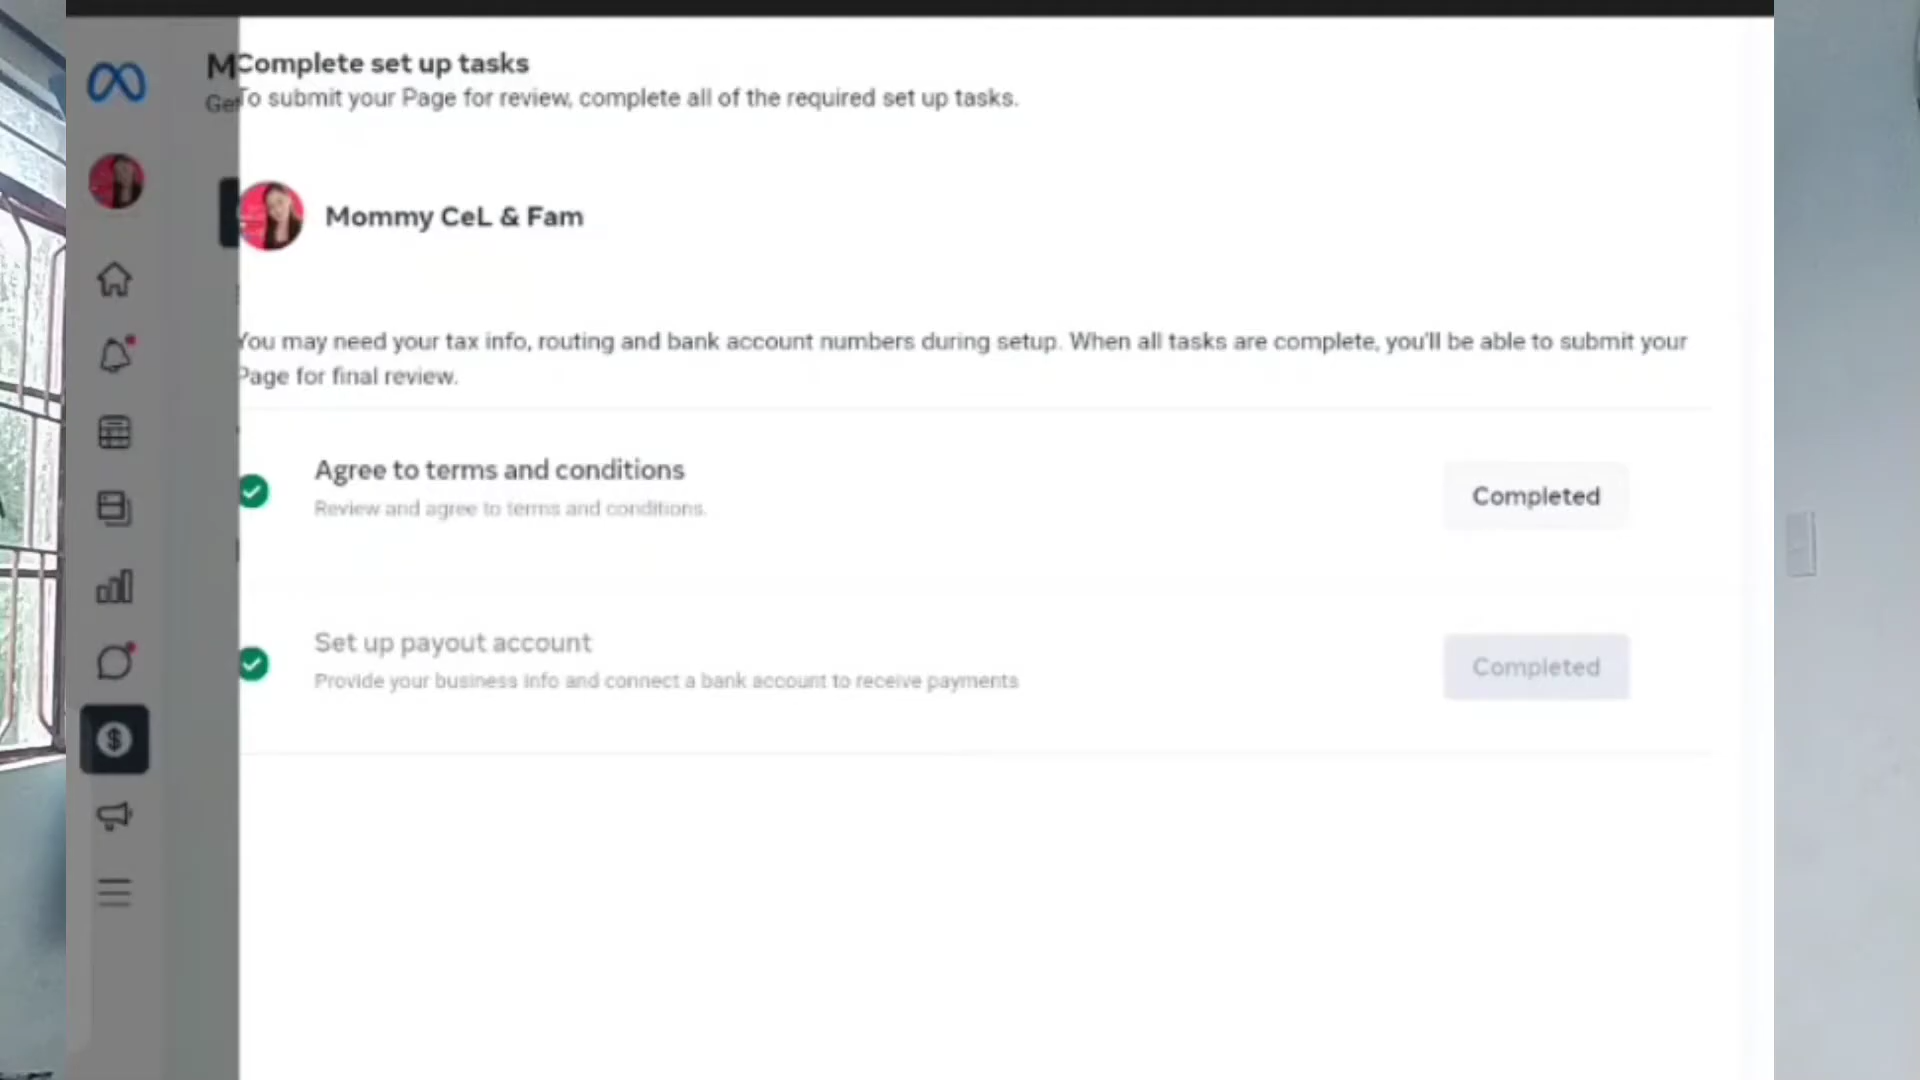 M
Ge
Complete set up tasks
To submit your Page for review, complete all of the required set up tasks.
Mommy CeL & Fam
You may need your tax info, routing and bank account numbers during setup. When all tasks are complete, you'll be able to submit your
Page for final review.
Agree to terms and conditions
Review and agree to terms and conditions.
Completed
Set up payout account
Provide your business info and connect a bank account to receive payments
Completed